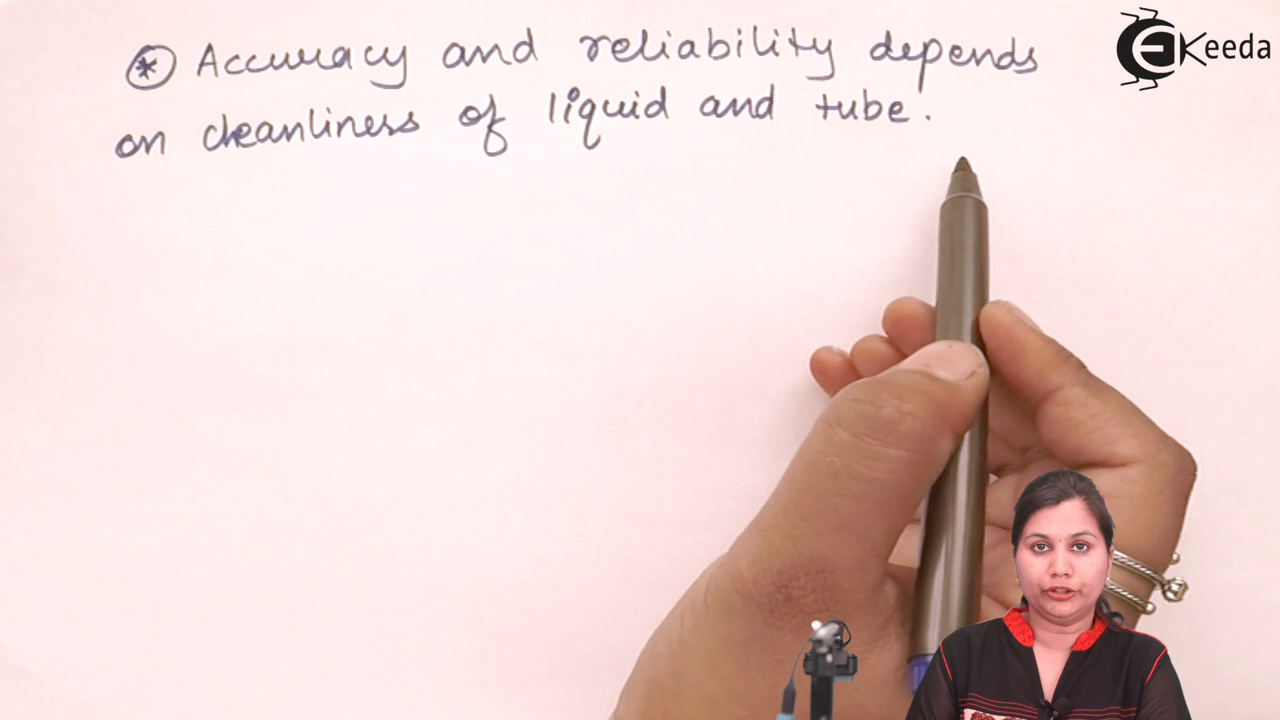 * Accuracy and reliability depends
on cleanliness of liquid and tube.
EKeeda